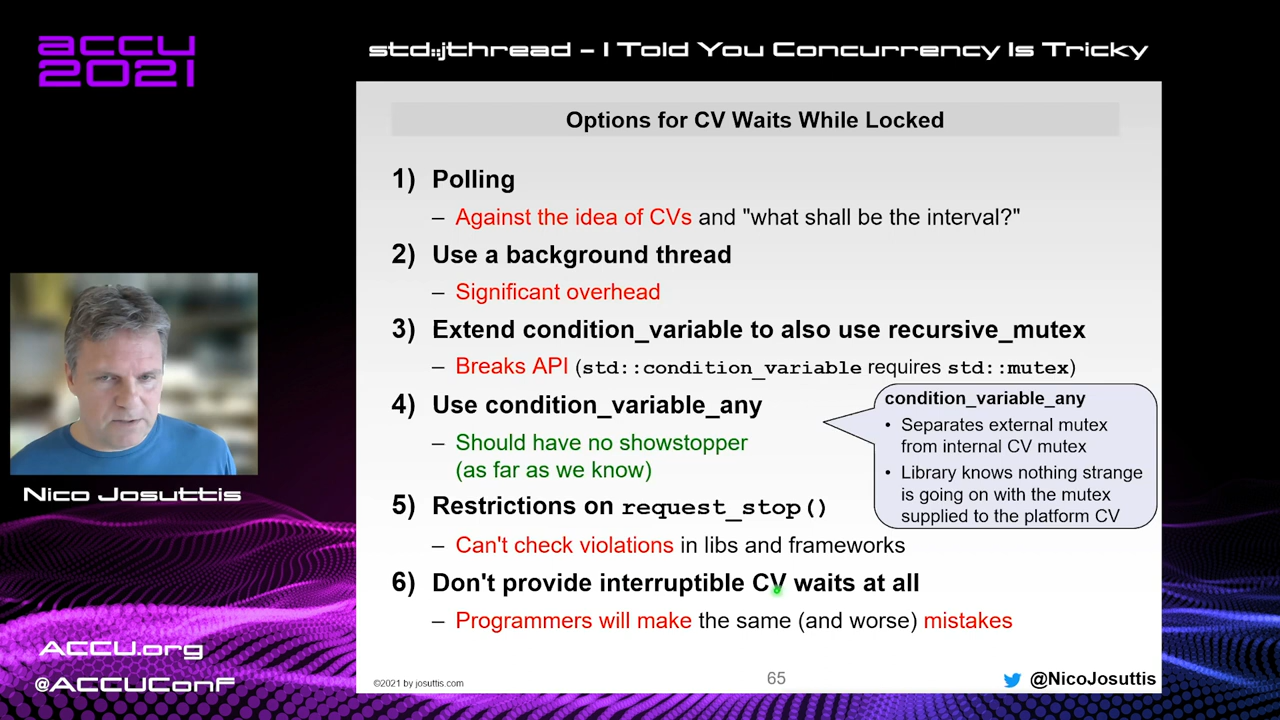 accu
2021
std::jthread – I Told You Concurrency Is Tricky
Options for CV Waits While Locked
1) Polling
– Against the idea of CVs and "what shall be the interval?"
2) Use a background thread
– Significant overhead
3) Extend condition_variable to also use recursive_mutex
– Breaks API (std::condition_variable requires std::mutex)
4) Use condition_variable_any
– Should have no showstopper
(as far as we know)
condition_variable_any
• Separates external mutex
from internal CV mutex
• Library knows nothing strange
is going on with the mutex
supplied to the platform CV
5) Restrictions on request_stop()
– Can't check violations in libs and frameworks
6) Don't provide interruptible CV waits at all
– Programmers will make the same (and worse) mistakes
©2021 by josuttis.com
65
@NicoJosuttis
Nico Josuttis
ACCU.org
@ACCUConf